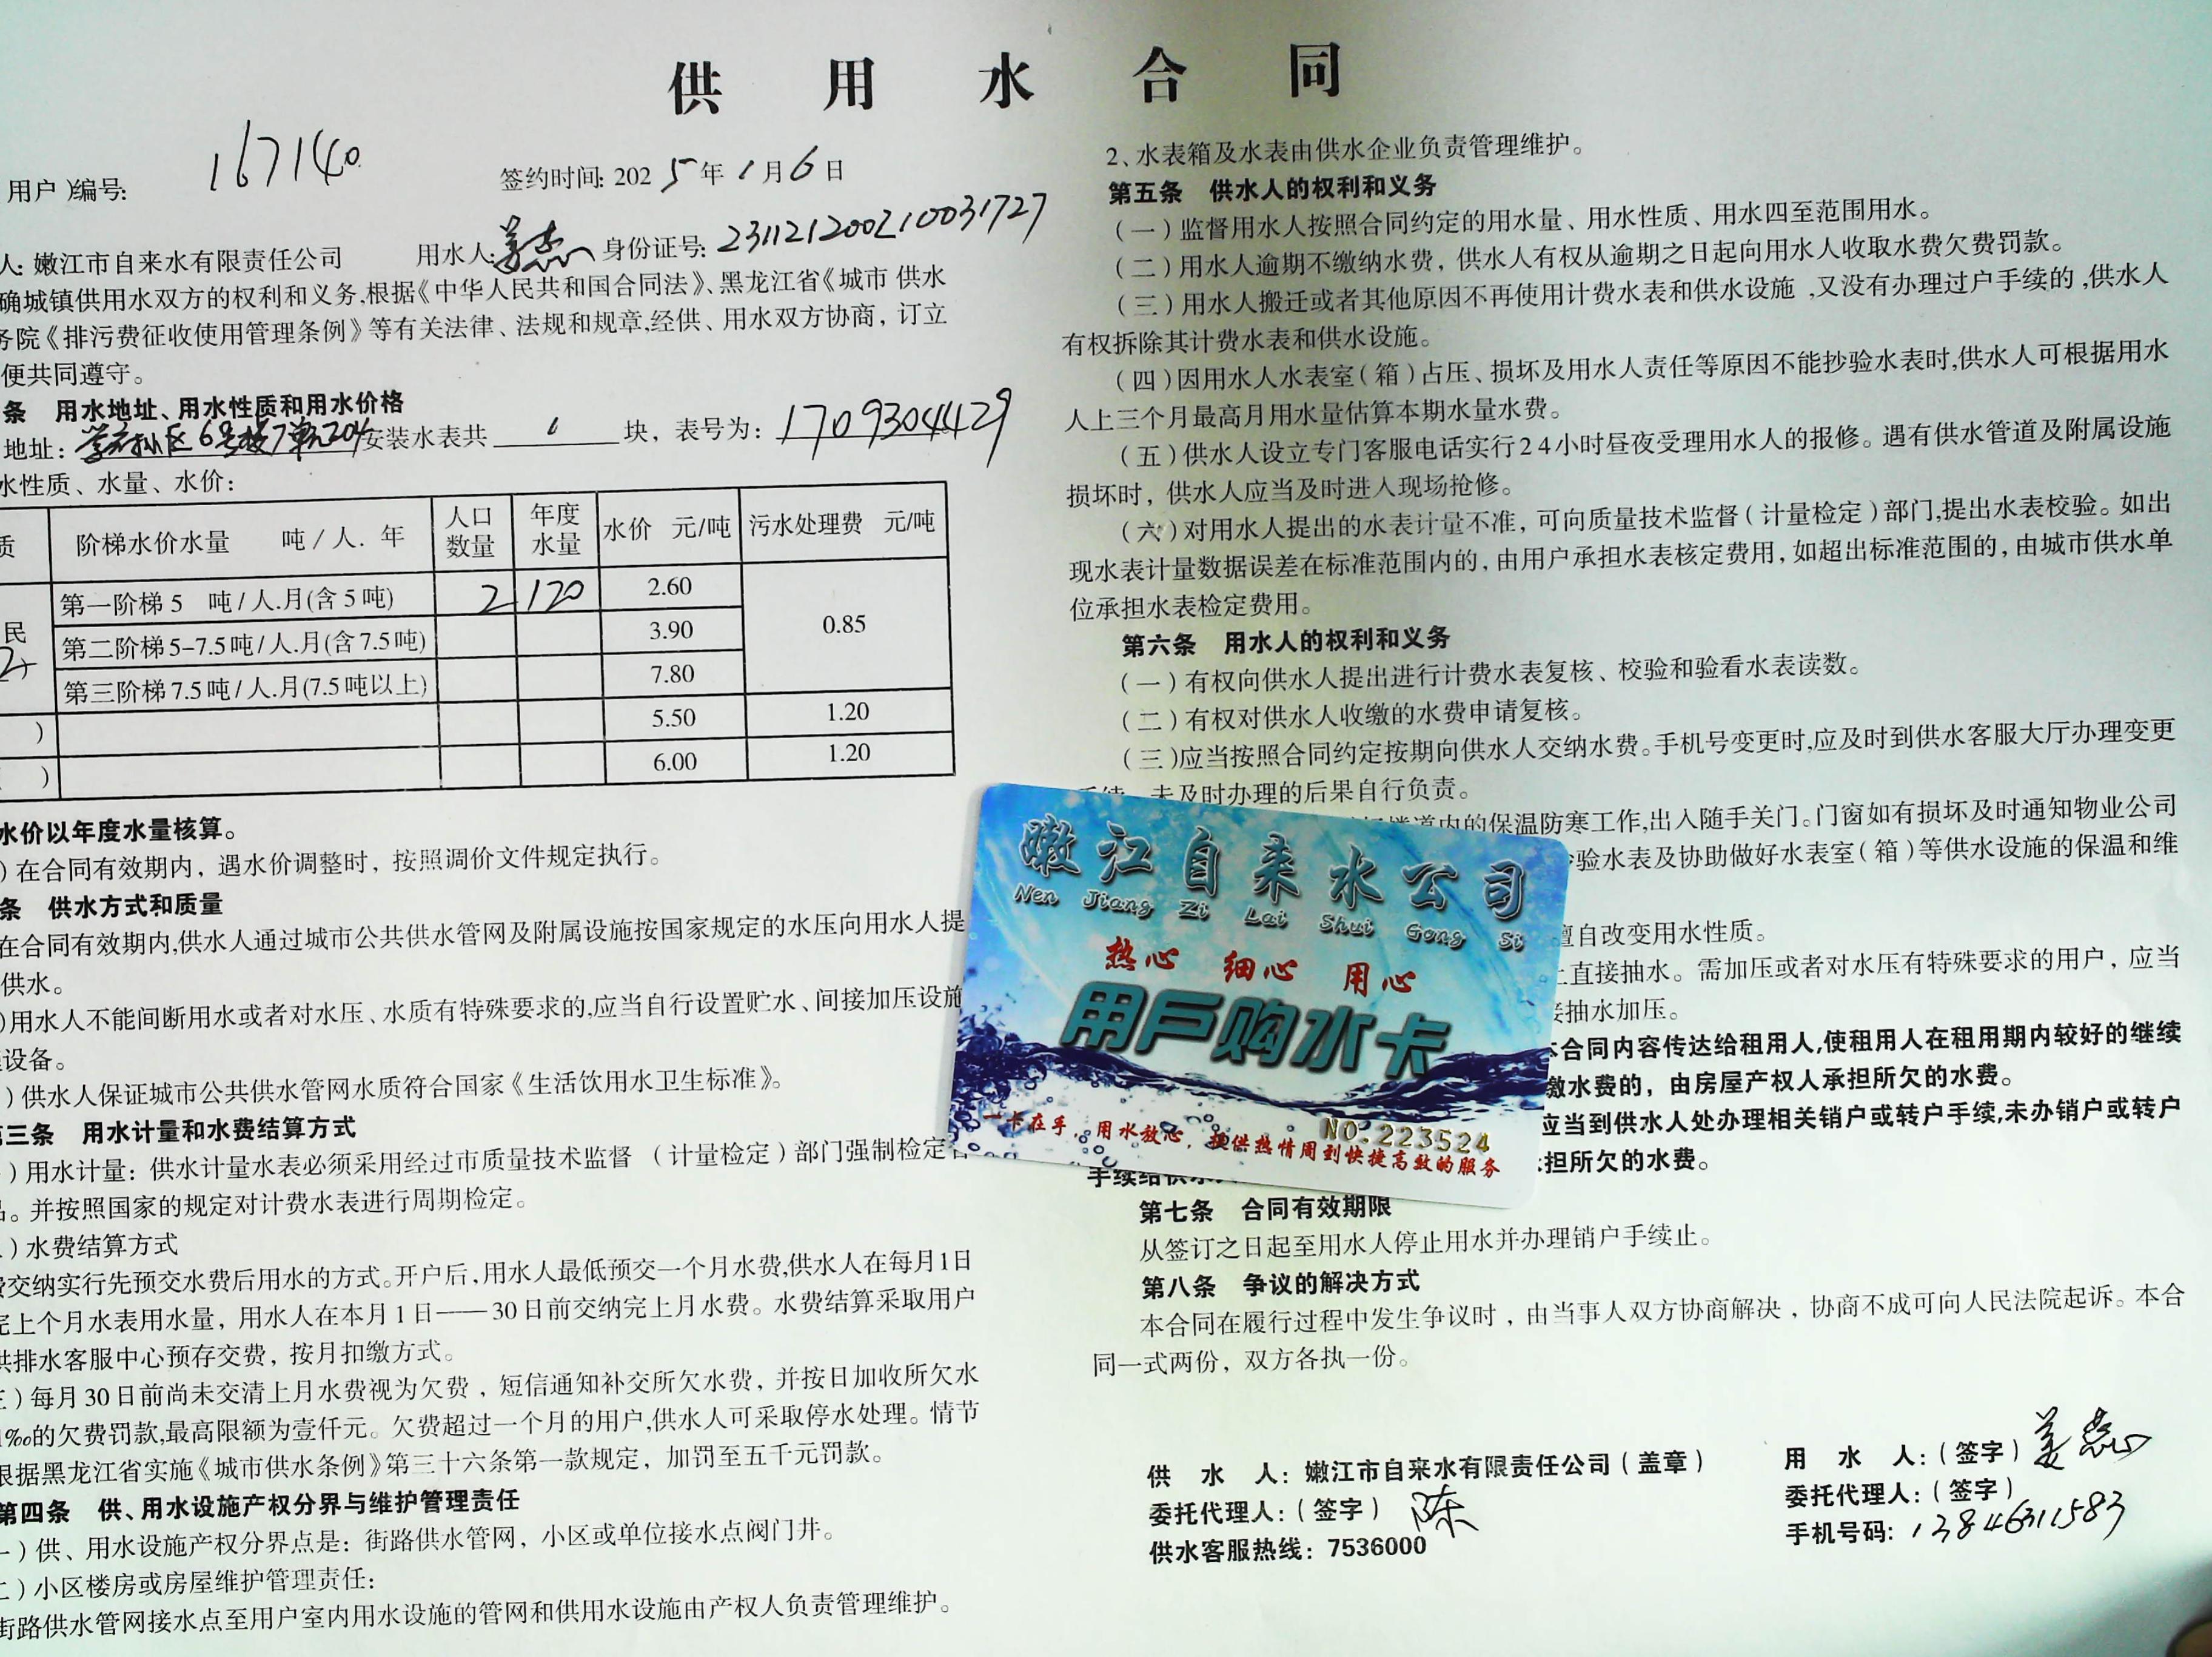 供用水合同
用户)编号: 167140
签约时间: 2025年1月6日
人: 嫩江市自来水有限责任公司 用水人: 姜 身份证号: 231121200210031727
确城镇供用水双方的权利和义务,根据《中华人民共和国合同法》、黑龙江省《城市 供水
务院《排污费征收使用管理条例》等有关法律、法规和规章,经供、用水双方协商,订立
便共同遵守。
条 用水地址、用水性质和用水价格
地址: 学府小区6号楼7单元204 安装水表共 1 块,表号为: 1709304429
水性质、水量、水价:
质 阶梯水价水量 吨/人.年 人口数量 年度水量 水价 元/吨 污水处理费 元/吨
民 第一阶梯5 吨/人.月(含5吨) 2 120 2.60 0.85
第二阶梯5-7.5吨/人.月(含7.5吨) 3.90
第三阶梯7.5吨/人.月(7.5吨以上) 7.80
) 5.50 1.20
) 6.00 1.20
水价以年度水量核算。
)在合同有效期内,遇水价调整时,按照调价文件规定执行。
条 供水方式和质量
在合同有效期内,供水人通过城市公共供水管网及附属设施按国家规定的水压向用水人提
供水。
)用水人不能间断用水或者对水压、水质有特殊要求的,应当自行设置贮水、间接加压设施
设备。
)供水人保证城市公共供水管网水质符合国家《生活饮用水卫生标准》。
三条 用水计量和水费结算方式
)用水计量:供水计量水表必须采用经过市质量技术监督 (计量检定)部门强制检定合
品。并按照国家的规定对计费水表进行周期检定。
)水费结算方式
费交纳实行先预交水费后用水的方式。开户后,用水人最低预交一个月水费,供水人在每月1日
完上个月水表用水量,用水人在本月1日——30日前交纳完上月水费。水费结算采取用户
供排水客服中心预存交费,按月扣缴方式。
三)每月30日前尚未交清上月水费视为欠费,短信通知补交所欠水费,并按日加收所欠水
‰的欠费罚款,最高限额为壹仟元。欠费超过一个月的用户,供水人可采取停水处理。情节
根据黑龙江省实施《城市供水条例》第三十六条第一款规定,加罚至五千元罚款。
第四条 供、用水设施产权分界与维护管理责任
一)供、用水设施产权分界点是:街路供水管网,小区或单位接水点阀门井。
二)小区楼房或房屋维护管理责任:
街路供水管网接水点至用户室内用水设施的管网和供用水设施由产权人负责管理维护。
2、水表箱及水表由供水企业负责管理维护。
第五条 供水人的权利和义务
(一)监督用水人按照合同约定的用水量、用水性质、用水四至范围用水。
(二)用水人逾期不缴纳水费,供水人有权从逾期之日起向用水人收取水费欠费罚款。
(三)用水人搬迁或者其他原因不再使用计费水表和供水设施,又没有办理过户手续的,供水人
有权拆除其计费水表和供水设施。
(四)因用水人水表室(箱)占压、损坏及用水人责任等原因不能抄验水表时,供水人可根据用水
人上三个月最高月用水量估算本期水量水费。
(五)供水人设立专门客服电话实行24小时昼夜受理用水人的报修。遇有供水管道及附属设施
损坏时,供水人应当及时进入现场抢修。
(六)对用水人提出的水表计量不准,可向质量技术监督(计量检定)部门,提出水表校验。如出
现水表计量数据误差在标准范围内的,由用户承担水表核定费用,如超出标准范围的,由城市供水单
位承担水表检定费用。
第六条 用水人的权利和义务
(一)有权向供水人提出进行计费水表复核、校验和验看水表读数。
(二)有权对供水人收缴的水费申请复核。
(三)应当按照合同约定按期向供水人交纳水费。手机号变更时,应及时到供水客服大厅办理变更
手续,未及时办理的后果自行负责。
楼道内的保温防寒工作,出入随手关门。门窗如有损坏及时通知物业公司
验水表及协助做好水表室(箱)等供水设施的保温和维
擅自改变用水性质。
上直接抽水。需加压或者对水压有特殊要求的用户,应当
接抽水加压。
本合同内容传达给租用人,使租用人在租用期内较好的继续
缴水费的,由房屋产权人承担所欠的水费。
应当到供水人处办理相关销户或转户手续,未办销户或转户
手续给供水 担所欠的水费。
嫩江自来水公司
Nen Jiang Zi Lai Shui Gong Si
热心 细心 用心
用户购水卡
NO.223524
一卡在手,用水放心,提供热情周到快捷高效的服务
第七条 合同有效期限
从签订之日起至用水人停止用水并办理销户手续止。
第八条 争议的解决方式
本合同在履行过程中发生争议时,由当事人双方协商解决,协商不成可向人民法院起诉。本合
同一式两份,双方各执一份。
供 水 人:嫩江市自来水有限责任公司(盖章)
委托代理人:(签字) 陈
供水客服热线:7536000
用 水 人:(签字) 姜
委托代理人:(签字)
手机号码: 13846311583